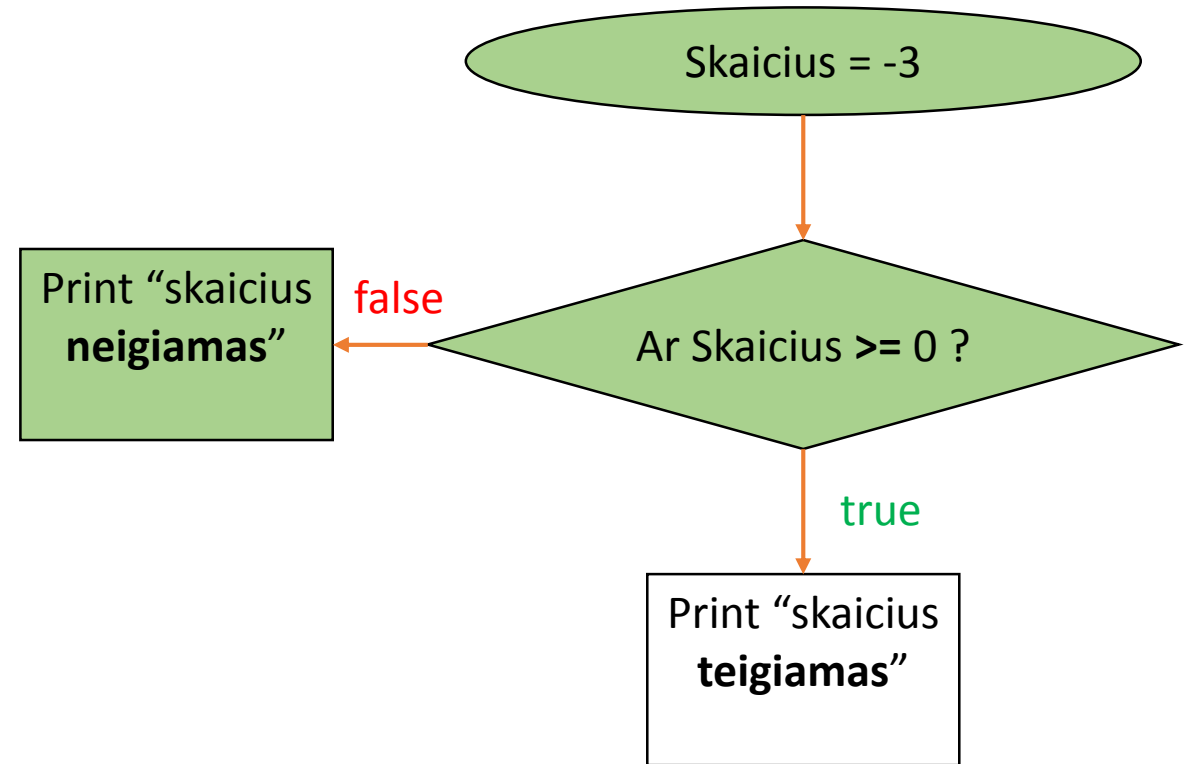 Skaicius = -3
Ar Skaicius >= 0 ?
false
Print “skaicius
neigiamas”
true
Print “skaicius
teigiamas”